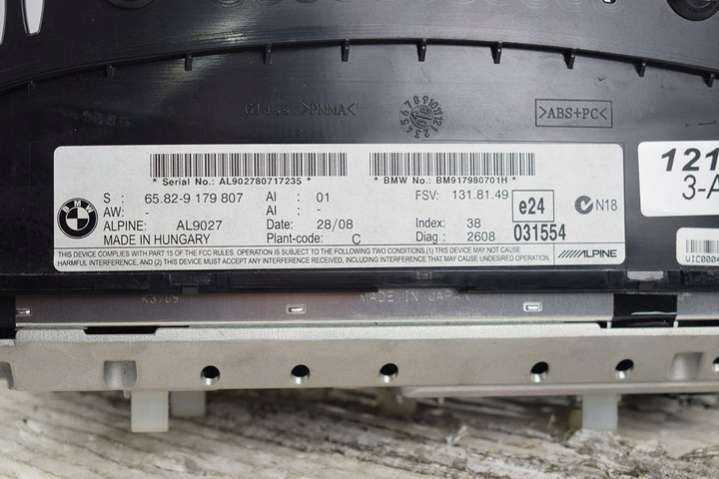 >PMMA<
>ABS+PC<
* Serial No.: AL902780717235 *
* BMW No.: BM917980701H *
S : 65.82-9 179 807 AI : 01 FSV: 131.81.49
AW: - AI : -
ALPINE: AL9027 Date: 28/08 Index: 38
MADE IN HUNGARY Plant-code: C Diag : 2608
e24
031554
N18
THIS DEVICE COMPLIES WITH PART 15 OF THE FCC RULES. OPERATION IS SUBJECT TO THE FOLLOWING TWO CONDITIONS: (1) THIS DEVICE MAY NOT CAUSE
HARMFUL INTERFERENCE, AND (2) THIS DEVICE MUST ACCEPT ANY INTERFERENCE RECEIVED, INCLUDING INTERFERENCE THAT MAY CAUSE UNDESIRED OPERATION.
ALPINE
BMW
121
3-A
MADE IN JAPAN